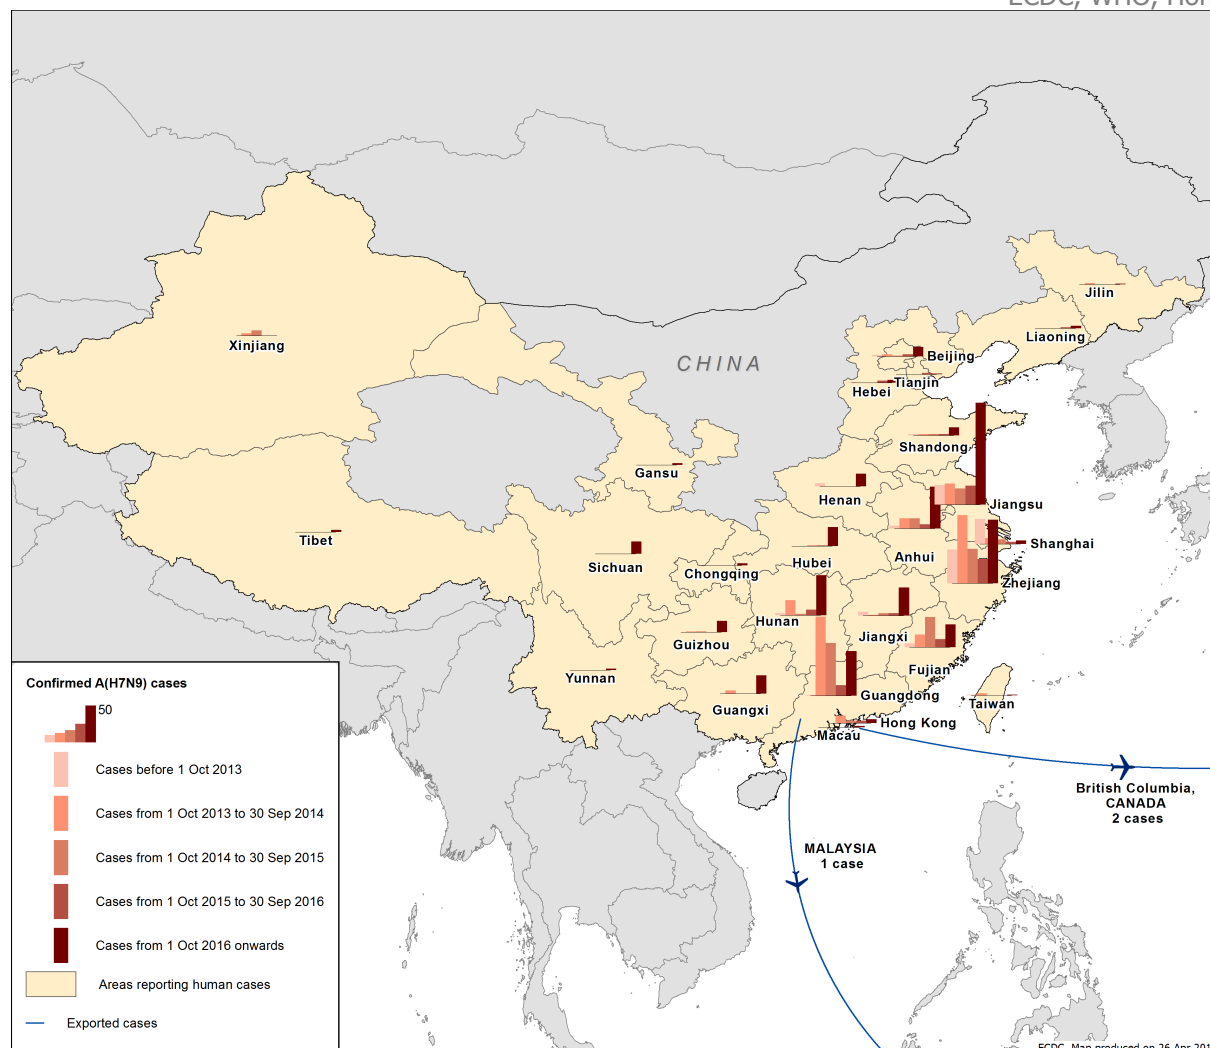 CHINA
Xinjiang
Jilin
Liaoning
Beijing
Tianjin
Hebei
Shandong
Gansu
Henan
Jiangsu
Tibet
Shanghai
Anhui
Hubei
Sichuan
Chongqing
Zhejiang
Hunan
Jiangxi
Guizhou
Fujian
Yunnan
Guangdong
Guangxi
Taiwan
Hong Kong
Macau
British Columbia,
CANADA
2 cases
MALAYSIA
1 case
Confirmed A(H7N9) cases
50
Cases before 1 Oct 2013
Cases from 1 Oct 2013 to 30 Sep 2014
Cases from 1 Oct 2014 to 30 Sep 2015
Cases from 1 Oct 2015 to 30 Sep 2016
Cases from 1 Oct 2016 onwards
Areas reporting human cases
Exported cases